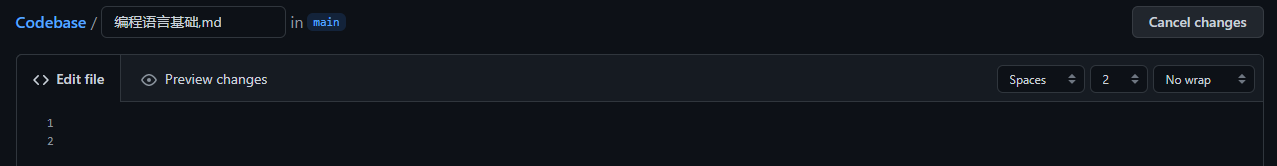 Codebase / 编程语言基础,md in main Cancel changes
<> Edit file Preview changes Spaces 2 No wrap
1
2